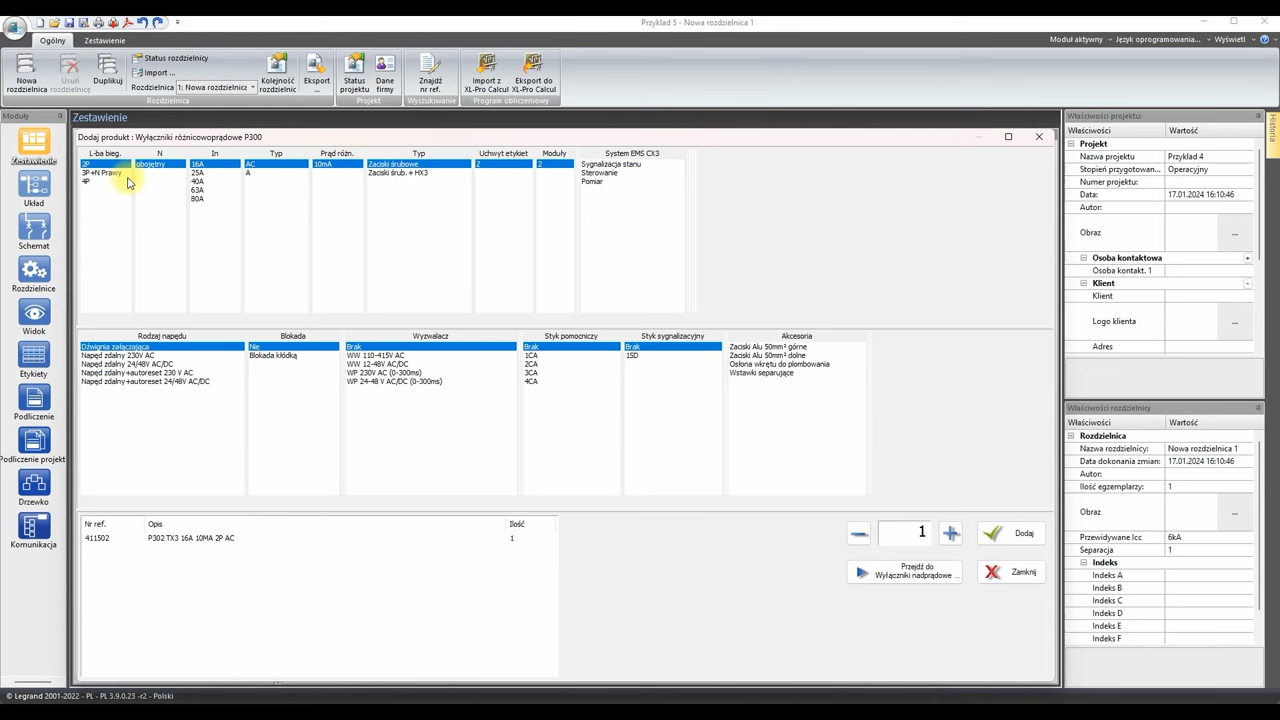 Przykład 5 - Nowa rozdzielnica 1
Ogólny
Zestawienie
Moduł aktywny
Język oprogramowania...
Wyświetl
Nowa rozdzielnica
Usuń rozdzielnicę
Duplikuj
Status rozdzielnicy
Import ...
Rozdzielnica 1: Nowa rozdzielnica
Kolejność rozdzielnic
Eksport ...
Status projektu
Dane firmy
Znajdź nr ref.
Import z XL-Pro Calcul
Eksport do XL-Pro Calcul
Rozdzielnica
Projekt
Wyszukiwanie
Program obliczeniowy
Moduły
Zestawienie
Układ
Schemat
Rozdzielnice
Widok
Etykiety
Podliczenie
Podliczenie projekt
Drzewko
Komunikacja
Zestawienie
Dodaj produkt : Wyłączniki różnicowoprądowe P300
L-ba bieg. N In Typ Prąd różn. Typ Uchwyt etykiet Moduły System EMS CX3
2P obojętny 16A AC 10mA Zaciski śrubowe Z 2 Sygnalizacja stanu
3P+N Prawy 25A A Zaciski śrub. + HX3 Sterowanie
4P 40A Pomiar
63A
80A
Rodzaj napędu Blokada Wyzwalacz Styk pomocniczy Styk sygnalizacyjny Akcesoria
Dźwignia załączająca Nie Brak Brak Brak Zaciski Alu 50mm² górne
Napęd zdalny 230V AC Blokada kłódką WW 110-415V AC 1CA 1SD Zaciski Alu 50mm² dolne
Napęd zdalny 24/48V AC/DC WW 12-48V AC/DC 2CA Osłona wkrętu do plombowania
Napęd zdalny+autoreset 230 V AC WP 230V AC (0-300ms) 3CA Wstawki separujące
Napęd zdalny+autoreset 24/48V AC/DC WP 24-48 V AC/DC (0-300ms) 4CA
Nr ref. Opis Ilość
411502 P302 TX3 16A 10MA 2P AC 1
1
Dodaj
Przejdź do Wyłączniki nadprądowe ...
Zamknij
Właściwości projektu:
Właściwości Wartość
Projekt
Nazwa projektu Przykład 4
Stopień przygotowan... Operacyjny
Numer projektu:
Data: 17.01.2024 16:10:46
Autor:
Obraz ...
Osoba kontaktowa
Osoba kontakt. 1
Klient
Klient
Logo klienta ...
Adres
Historia
Właściwości rozdzielnicy
Właściwości Wartość
Rozdzielnica
Nazwa rozdzielnicy: Nowa rozdzielnica 1
Data dokonania zmian: 17.01.2024 16:10:46
Autor:
Ilość egzemplarzy: 1
Obraz ...
Przewidywane Icc 6kA
Separacja 1
Indeks
Indeks A
Indeks B
Indeks C
Indeks D
Indeks E
Indeks F
© Legrand 2001-2022 - PL - PL 3.9.0.23 -r2 - Polski